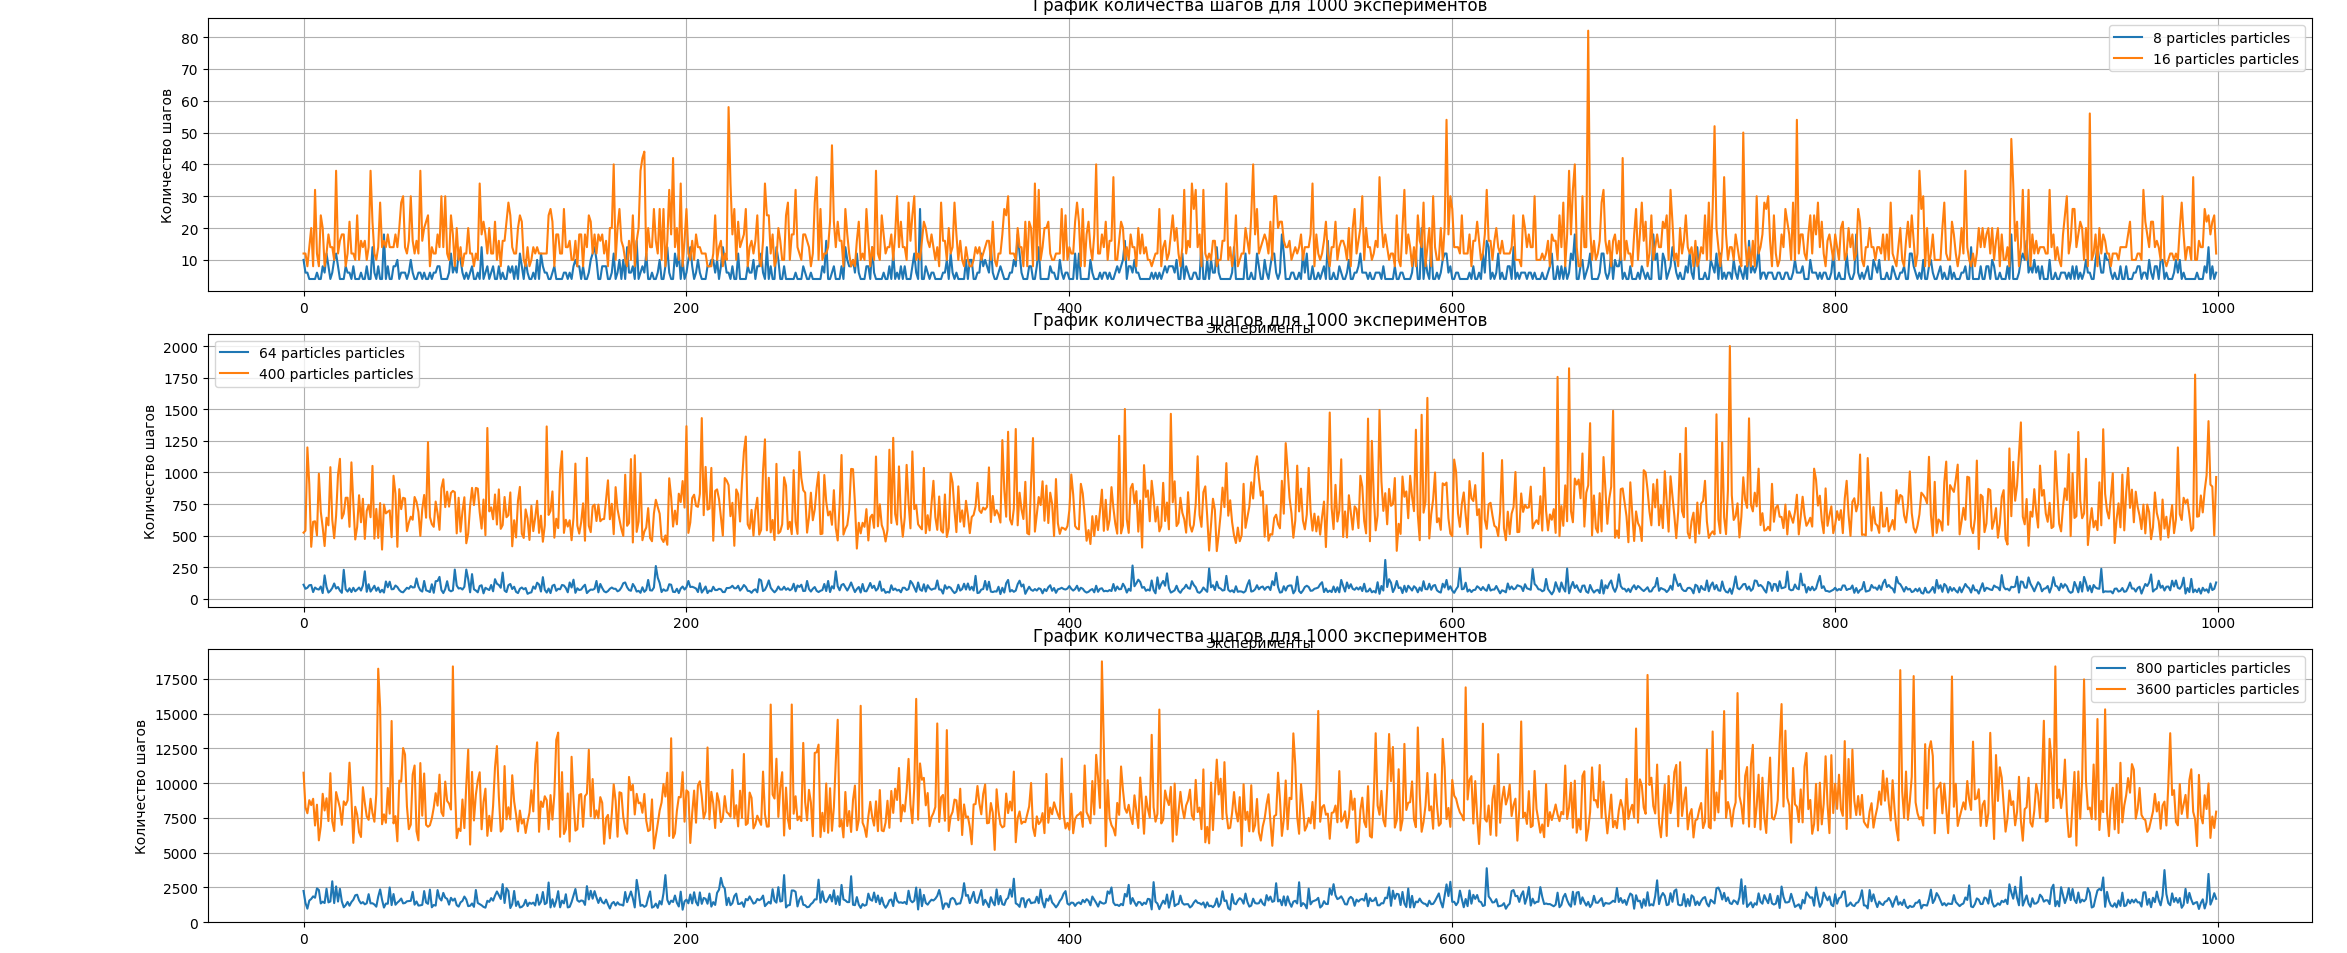 График количества шагов для 1000 экспериментов
80
70
60
50
40
30
20
10
Количество шагов
8 particles particles
16 particles particles
0 200 400 600 800 1000
Эксперименты
График количества шагов для 1000 экспериментов
2000
1750
1500
1250
1000
750
500
250
0
Количество шагов
64 particles particles
400 particles particles
0 200 400 600 800 1000
Эксперименты
График количества шагов для 1000 экспериментов
17500
15000
12500
10000
7500
5000
2500
0
Количество шагов
800 particles particles
3600 particles particles
0 200 400 600 800 1000